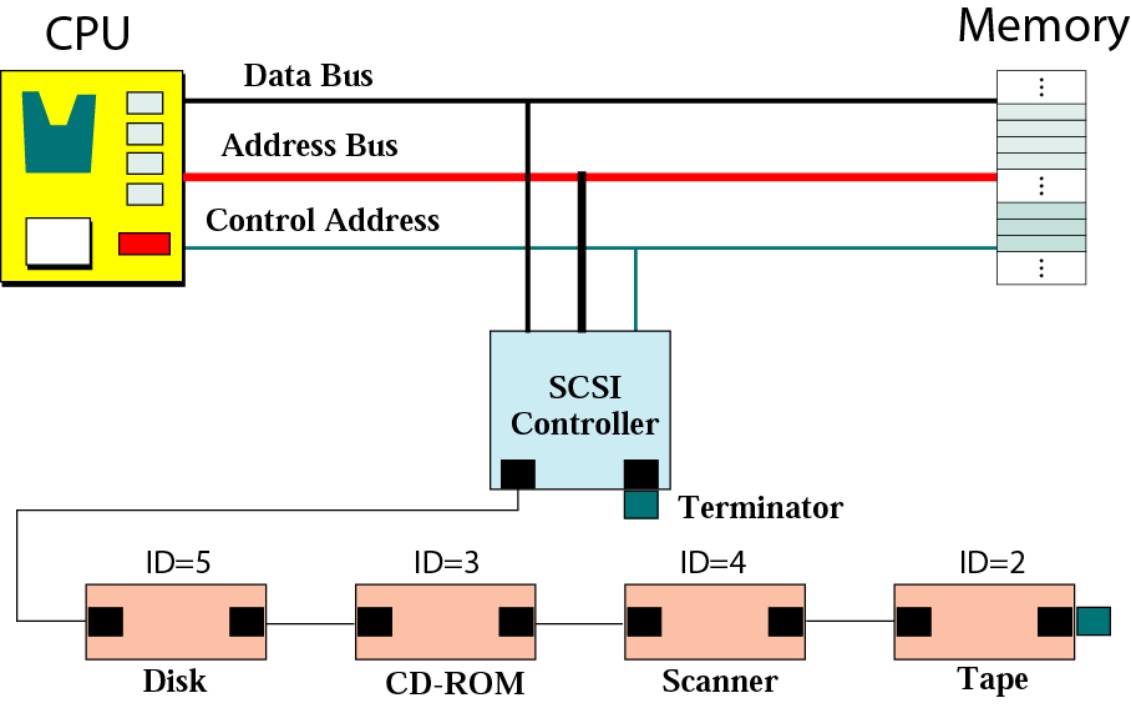 CPU
Memory
Data Bus
Address Bus
Control Address
SCSI
Controller
Terminator
ID=5
ID=3
ID=4
ID=2
Disk
CD-ROM
Scanner
Tape